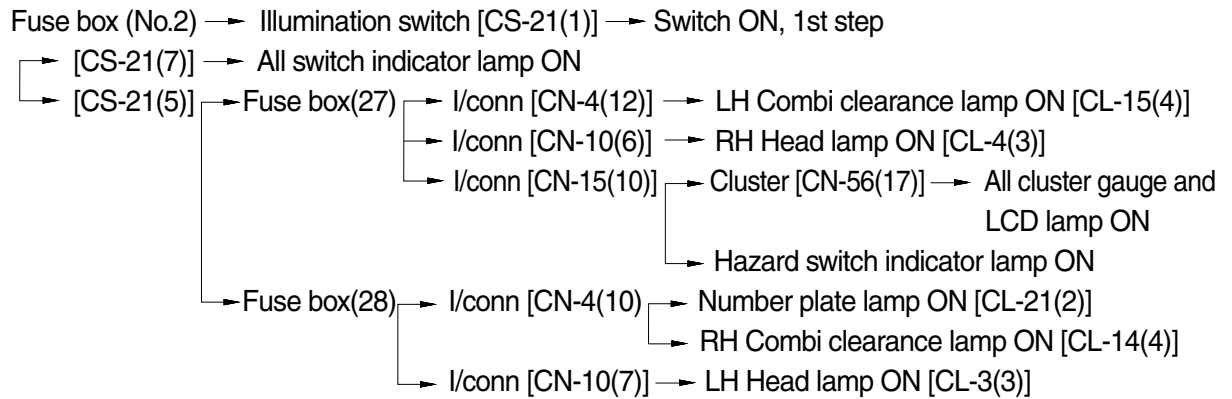 Fuse box (No.2) → Illumination switch [CS-21(1)] → Switch ON, 1st step
[CS-21(7)] → All switch indicator lamp ON
[CS-21(5)] → Fuse box(27) → I/conn [CN-4(12)] → LH Combi clearance lamp ON [CL-15(4)]
I/conn [CN-10(6)] → RH Head lamp ON [CL-4(3)]
I/conn [CN-15(10)] → Cluster [CN-56(17)] → All cluster gauge and
LCD lamp ON
Hazard switch indicator lamp ON
Fuse box(28) → I/conn [CN-4(10) → Number plate lamp ON [CL-21(2)]
RH Combi clearance lamp ON [CL-14(4)]
I/conn [CN-10(7)] → LH Head lamp ON [CL-3(3)]